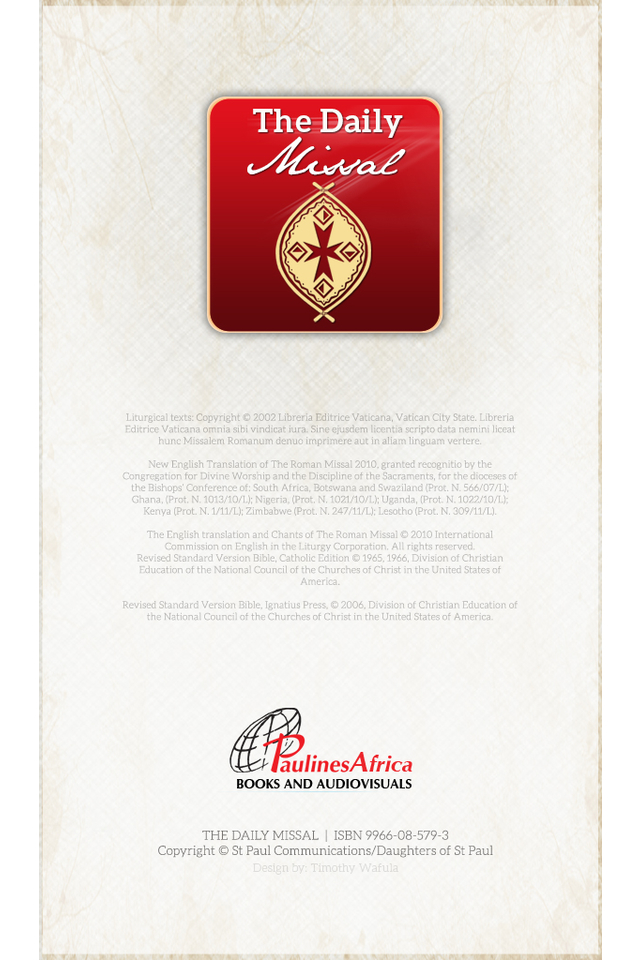 The Daily
Missal
Liturgical texts: Copyright © 2002 Libreria Editrice Vaticana, Vatican City State. Libreria
Editrice Vaticana omnia sibi vindicat iura. Sine ejusdem licentia scripto data nemini liceat
hunc Missalem Romanum denuo imprimere aut in aliam linguam vertere.
New English Translation of The Roman Missal 2010, granted recognitio by the
Congregation for Divine Worship and the Discipline of the Sacraments, for the dioceses of
the Bishops' Conference of: South Africa, Botswana and Swaziland (Prot. N. 566/07/L);
Ghana, (Prot. N. 1013/10/L); Nigeria, (Prot. N. 1021/10/L); Uganda, (Prot. N. 1022/10/L);
Kenya (Prot. N. 1/11/L); Zimbabwe (Prot. N. 247/11/L); Lesotho (Prot. N. 309/11/L).
The English translation and Chants of The Roman Missal © 2010 International
Commission on English in the Liturgy Corporation. All rights reserved.
Revised Standard Version Bible, Catholic Edition © 1965, 1966, Division of Christian
Education of the National Council of the Churches of Christ in the United States of
America.
Revised Standard Version Bible, Ignatius Press, © 2006, Division of Christian Education of
the National Council of the Churches of Christ in the United States of America.
PaulinesAfrica
BOOKS AND AUDIOVISUALS
THE DAILY MISSAL | ISBN 9966-08-579-3
Copyright © St Paul Communications/Daughters of St Paul
Design by: Timothy Wafula